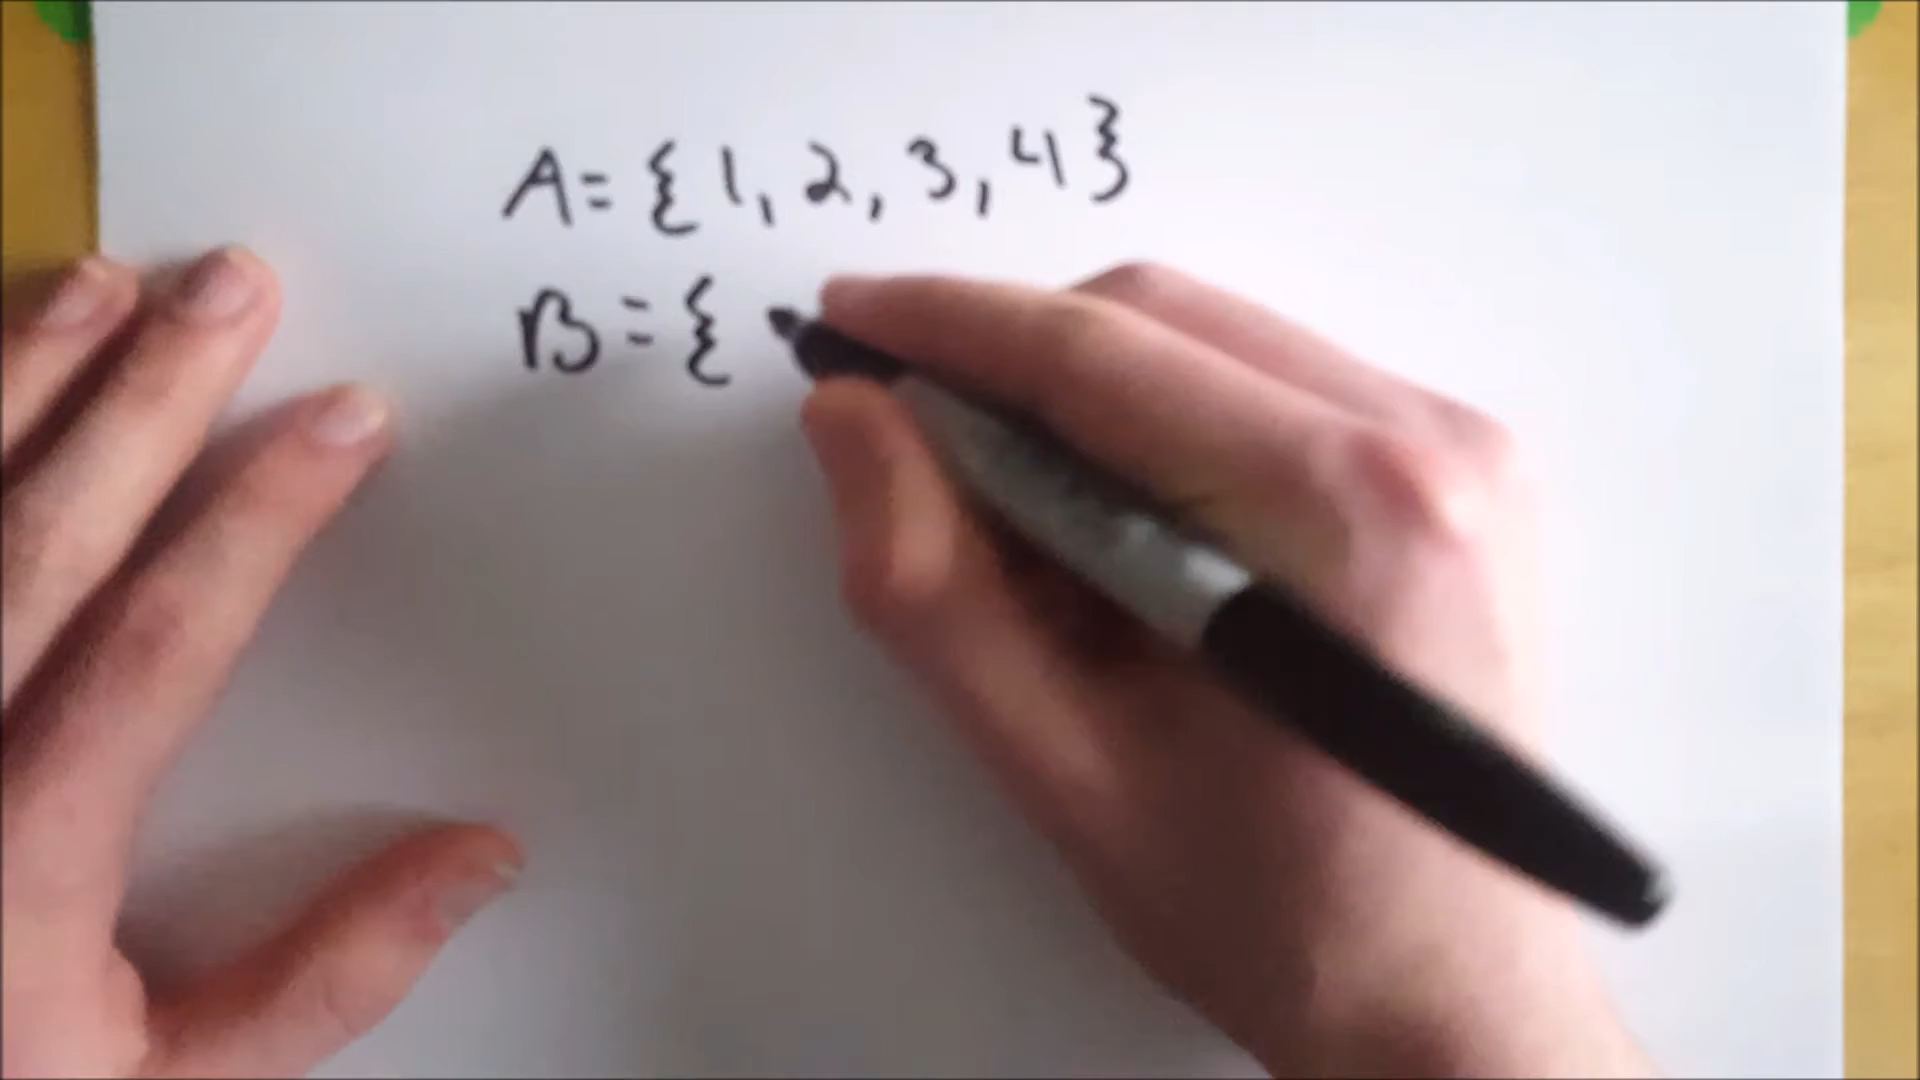 A= {1, 2, 3, 4}
B = {